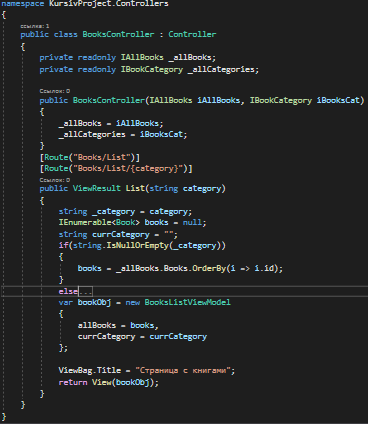 namespace KursivProject.Controllers
{
ссылка: 1
public class BooksController : Controller
{
private readonly IAllBooks _allBooks;
private readonly IBookCategory _allCategories;
Ссылок: 0
public BooksController(IAllBooks iAllBooks, IBookCategory iBooksCat)
{
_allBooks = iAllBooks;
_allCategories = iBooksCat;
}
[Route("Books/List")]
[Route("Books/List/{category}")]
Ссылок: 0
public ViewResult List(string category)
{
string _category = category;
IEnumerable<Book> books = null;
string currCategory = "";
if(string.IsNullOrEmpty(_category))
{
books = _allBooks.Books.OrderBy(i => i.id);
}
else...
var bookObj = new BooksListViewModel
{
allBooks = books,
currCategory = currCategory
};
ViewBag.Title = "Страница с книгами";
return View(bookObj);
}
}
}